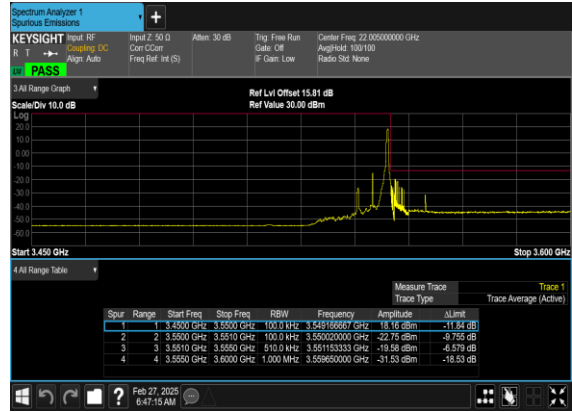 Spectrum Analyzer 1
Spurious Emissions
KEYSIGHT Input: RF Input Z: 50 Ω Atten: 30 dB Trig: Free Run Center Freq: 22.005000000 GHz
R T Coupling: DC Corr CCorr Gate: Off Avg|Hold: 100/100
Align: Auto Freq Ref: Int (S) IF Gain: Low Radio Std: None
PASS
3 All Range Graph
Ref Lvl Offset 15.81 dB
Scale/Div 10.0 dB Ref Value 30.00 dBm
Log
20.0
10.0
0.00
-10.0
-20.0
-30.0
-40.0
-50.0
-60.0
Start 3.450 GHz Stop 3.600 GHz
4 All Range Table
Measure Trace Trace 1
Trace Type Trace Average (Active)
Spur Range Start Freq Stop Freq RBW Frequency Amplitude ΔLimit
1 1 3.4500 GHz 3.5500 GHz 100.0 kHz 3.549166667 GHz 18.16 dBm -11.84 dB
2 2 3.5500 GHz 3.5510 GHz 100.0 kHz 3.550020000 GHz -22.75 dBm -9.755 dB
3 3 3.5510 GHz 3.5550 GHz 510.0 kHz 3.551153333 GHz -19.58 dBm -6.579 dB
4 4 3.5550 GHz 3.6000 GHz 1.000 MHz 3.559650000 GHz -31.53 dBm -18.53 dB
? Feb 27, 2025
6:47:15 AM